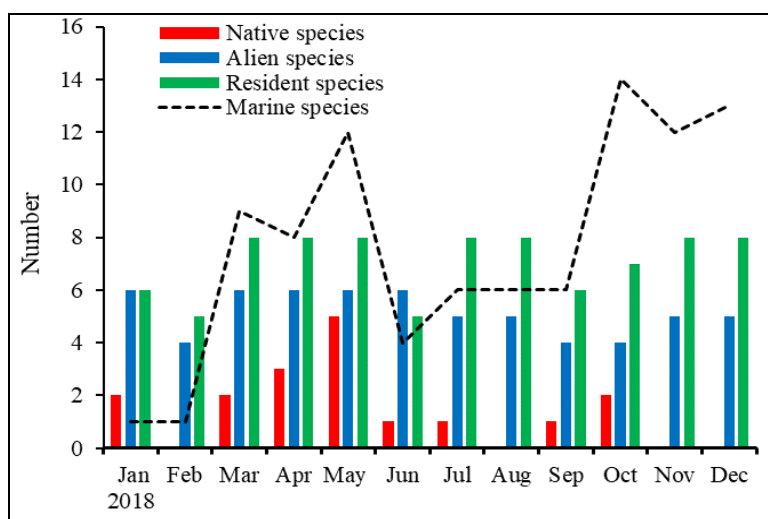 16
14
12
10
8
6
4
2
0
Number
Native species
Alien species
Resident species
Marine species
Jan Feb Mar Apr May Jun Jul Aug Sep Oct Nov Dec
2018